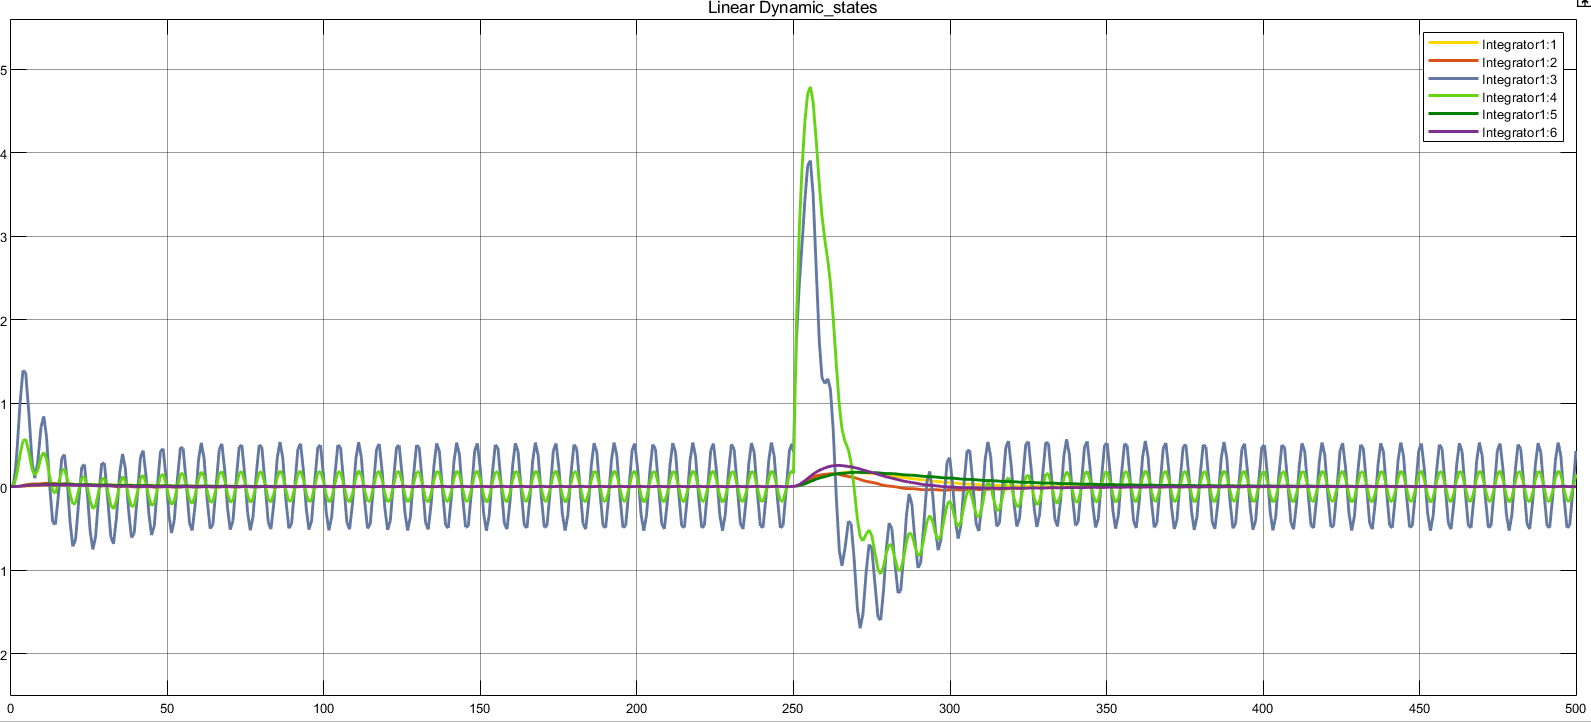 Linear Dynamic_states
Integrator1:1
Integrator1:2
Integrator1:3
Integrator1:4
Integrator1:5
Integrator1:6
5
4
3
2
1
0
1
2
0 50 100 150 200 250 300 350 400 450 500